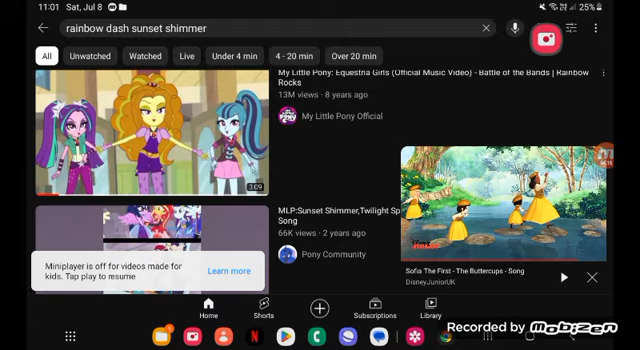 11:01 Sat, Jul 8
25%
rainbow dash sunset shimmer
All
Unwatched
Watched
Live
Under 4 min
4 - 20 min
Over 20 min
My Little Pony: Equestria Girls (Official Music Video) - Battle of the Bands | Rainbow
Rocks
13M views · 8 years ago
My Little Pony Official
3:09
MLP:Sunset Shimmer,Twilight Sp
Song
66K views · 2 years ago
Pony Community
Sofia The First - The Buttercups - Song
DisneyJuniorUK
Miniplayer is off for videos made for
kids. Tap play to resume
Learn more
Home
Shorts
Subscriptions
Library
Recorded by mobizen